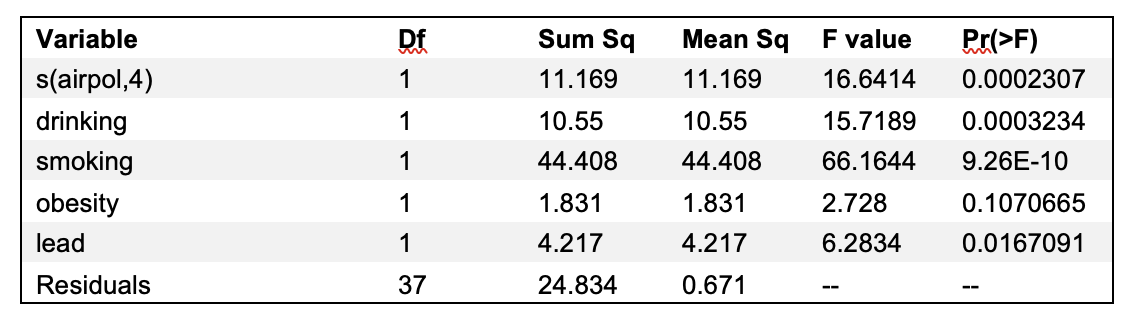 Variable Df Sum Sq Mean Sq F value Pr(>F)
s(airpol,4) 1 11.169 11.169 16.6414 0.0002307
drinking 1 10.55 10.55 15.7189 0.0003234
smoking 1 44.408 44.408 66.1644 9.26E-10
obesity 1 1.831 1.831 2.728 0.1070665
lead 1 4.217 4.217 6.2834 0.0167091
Residuals 37 24.834 0.671 -- --